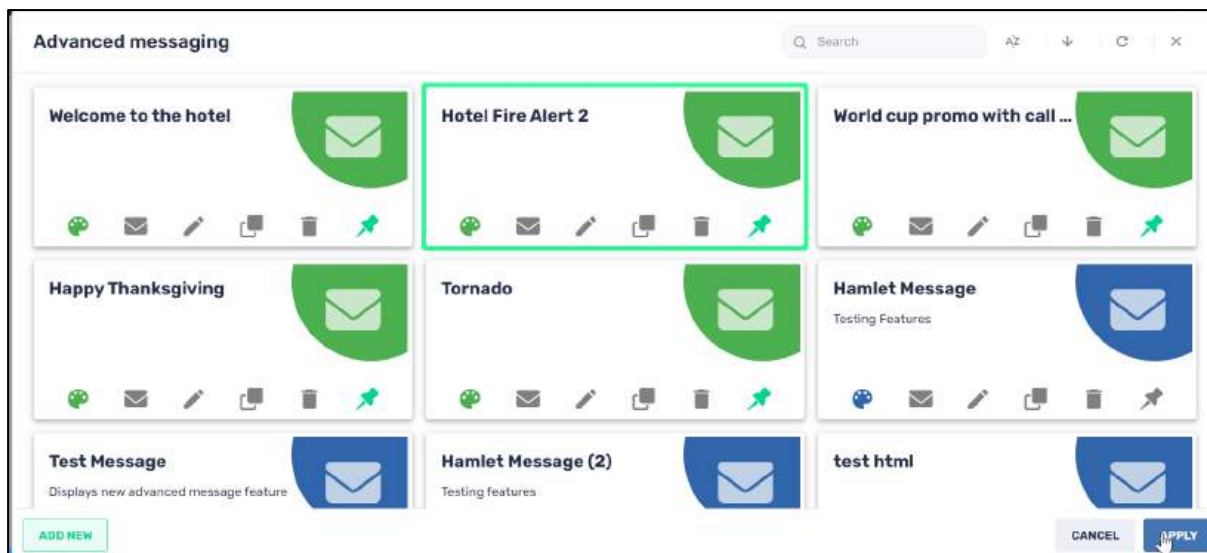 Advanced messaging
Search
AZ
Welcome to the hotel
Hotel Fire Alert 2
World cup promo with call ...
Happy Thanksgiving
Tornado
Hamlet Message
Testing Features
Test Message
Displays new advanced message feature
Hamlet Message (2)
Testing features
test html
ADD NEW
CANCEL
APPLY